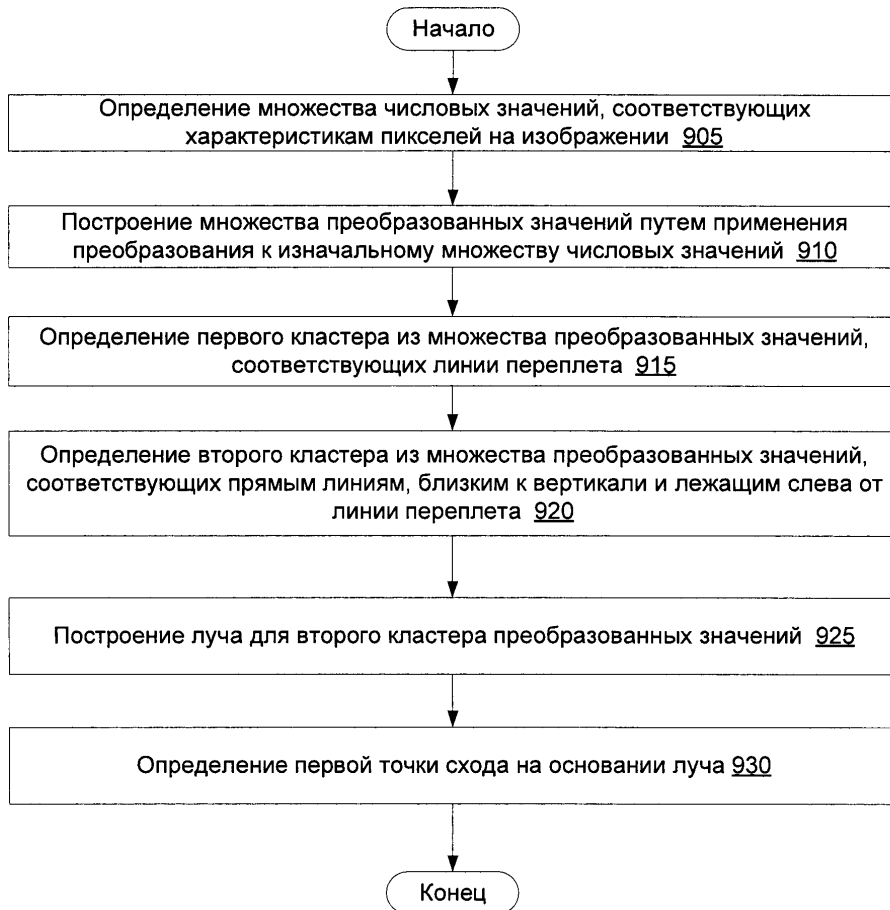 Начало
Определение множества числовых значений, соответствующих
характеристикам пикселей на изображении 905
Построение множества преобразованных значений путем применения
преобразования к изначальному множеству числовых значений 910
Определение первого кластера из множества преобразованных значений,
соответствующих линии переплета 915
Определение второго кластера из множества преобразованных значений,
соответствующих прямым линиям, близким к вертикали и лежащим слева от
линии переплета 920
Построение луча для второго кластера преобразованных значений 925
Определение первой точки схода на основании луча 930
Конец